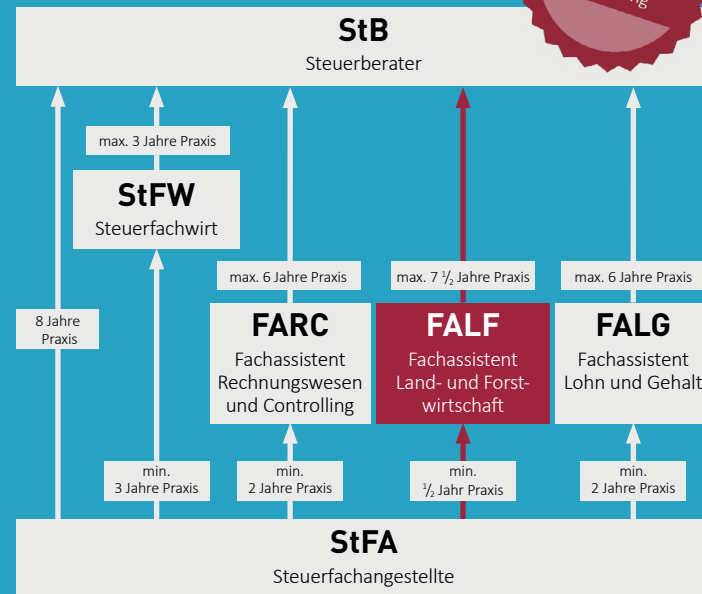 StB
Steuerberater
max. 3 Jahre Praxis
StFW
Steuerfachwirt
max. 6 Jahre Praxis
max. 7 ½ Jahre Praxis
max. 6 Jahre Praxis
8 Jahre
Praxis
FARC
Fachassistent
Rechnungswesen
und Controlling
FALF
Fachassistent
Land- und Forst-
wirtschaft
FALG
Fachassistent
Lohn und Gehalt
min.
3 Jahre Praxis
min.
2 Jahre Praxis
min.
½ Jahr Praxis
min.
2 Jahre Praxis
StFA
Steuerfachangestellte